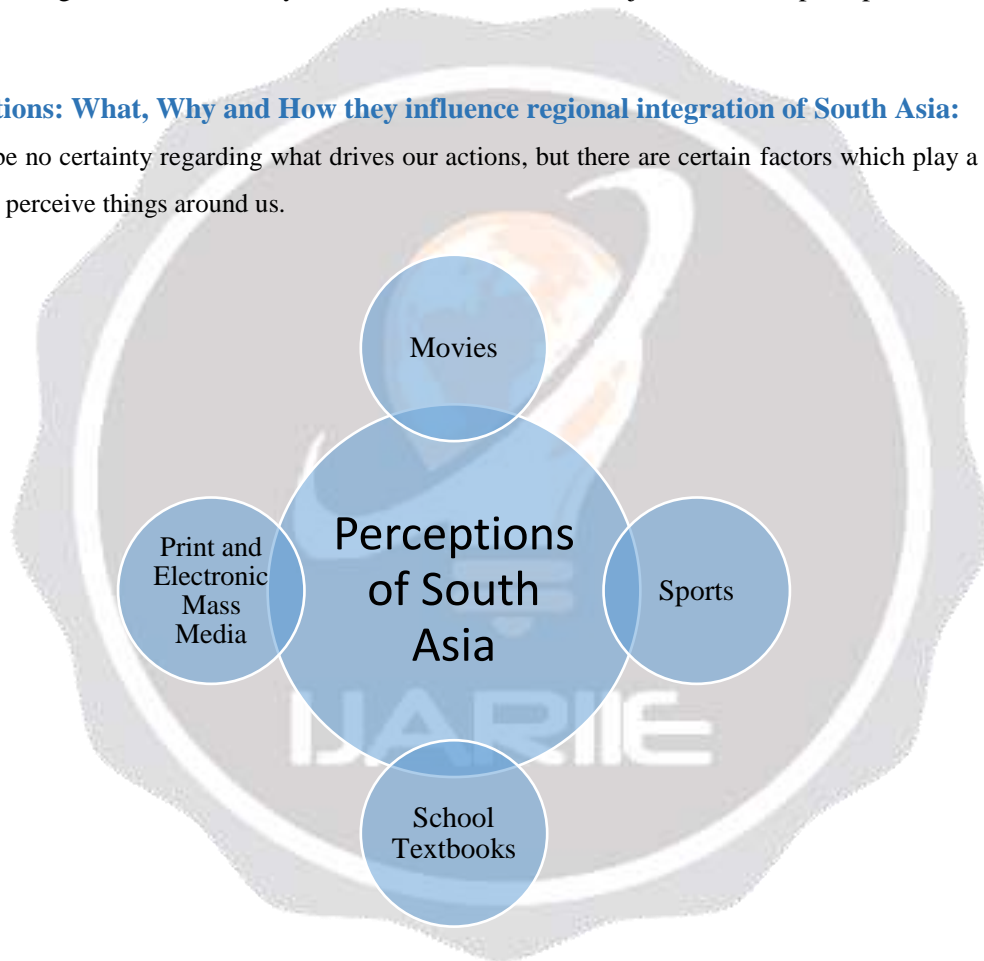 tions: What, Why and How they influence regional integration of South Asia:
be no certainty regarding what drives our actions, but there are certain factors which play a
perceive things around us.
Movies
Print and
Electronic
Mass
Media
Perceptions
of South
Asia
Sports
IJARIIE
School
Textbooks